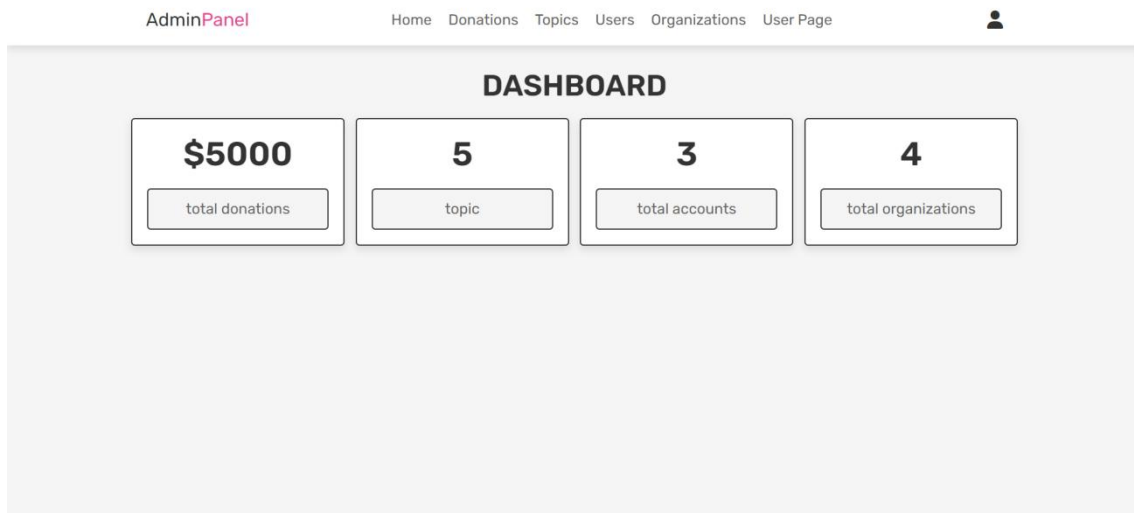 AdminPanel Home Donations Topics Users Organizations User Page
DASHBOARD
$5000
total donations
5
topic
3
total accounts
4
total organizations